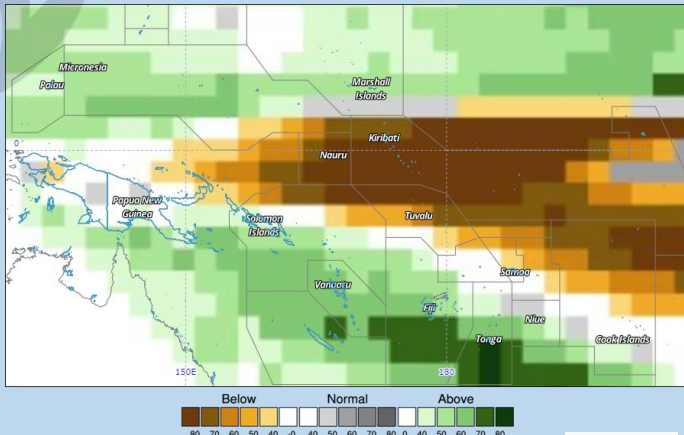 Micronesia
Palau
Marshall
Islands
Kiribati
0
Nauru
Papua New
Guinea
Solomon
Islands
Tuvalu
Samoa
Vanuatu
Fiji
Niue
Tonga
Cook Islands
150E
180
Below Normal Above
80 70 60 50 40 -0 40 50 60 70 80 0 40 50 60 70 80